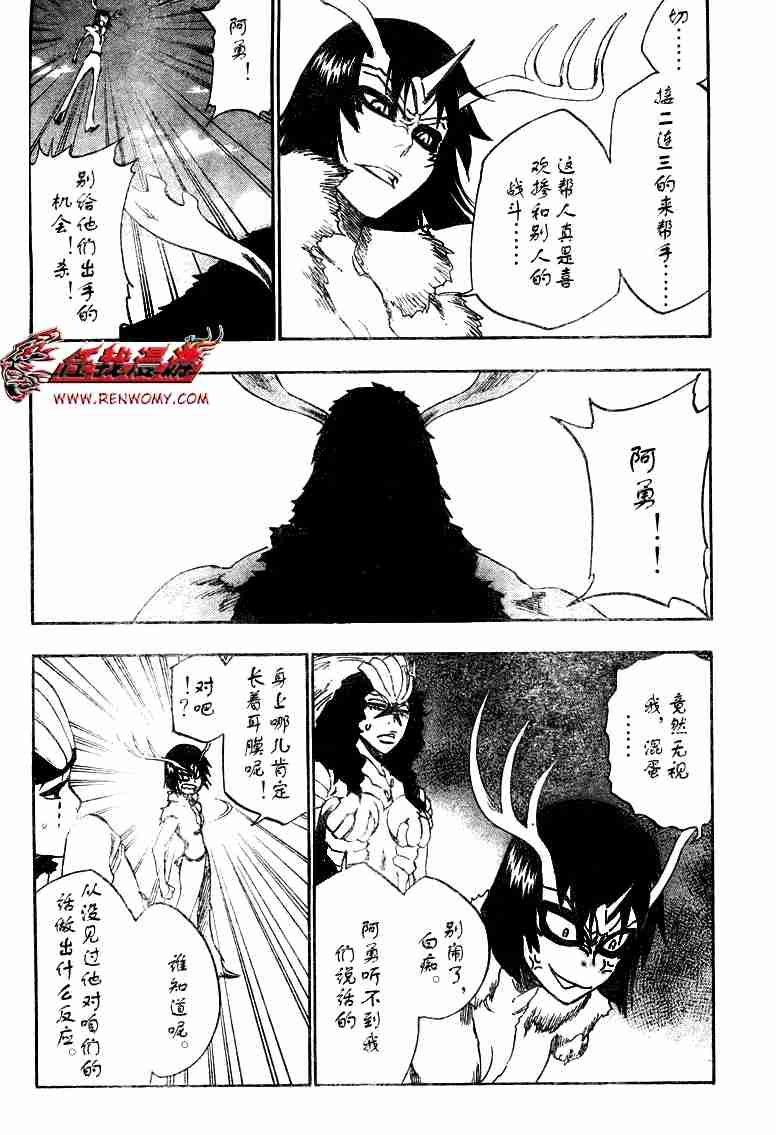 切……
接二连三的来帮手……
这帮人真是喜
欢掺和别人的
战斗……
阿勇！
别给他们出手的
机会！杀！
WWW.RENWOMY.COM
阿勇！！
竟然无视
我，混蛋
……
别闹了，
白痴。
阿勇听不到我
们说话的
身上哪儿肯定
长着耳膜呢！
对吧
！？
谁知道呢。
从没见过他对咱们的
话做出什么反应。